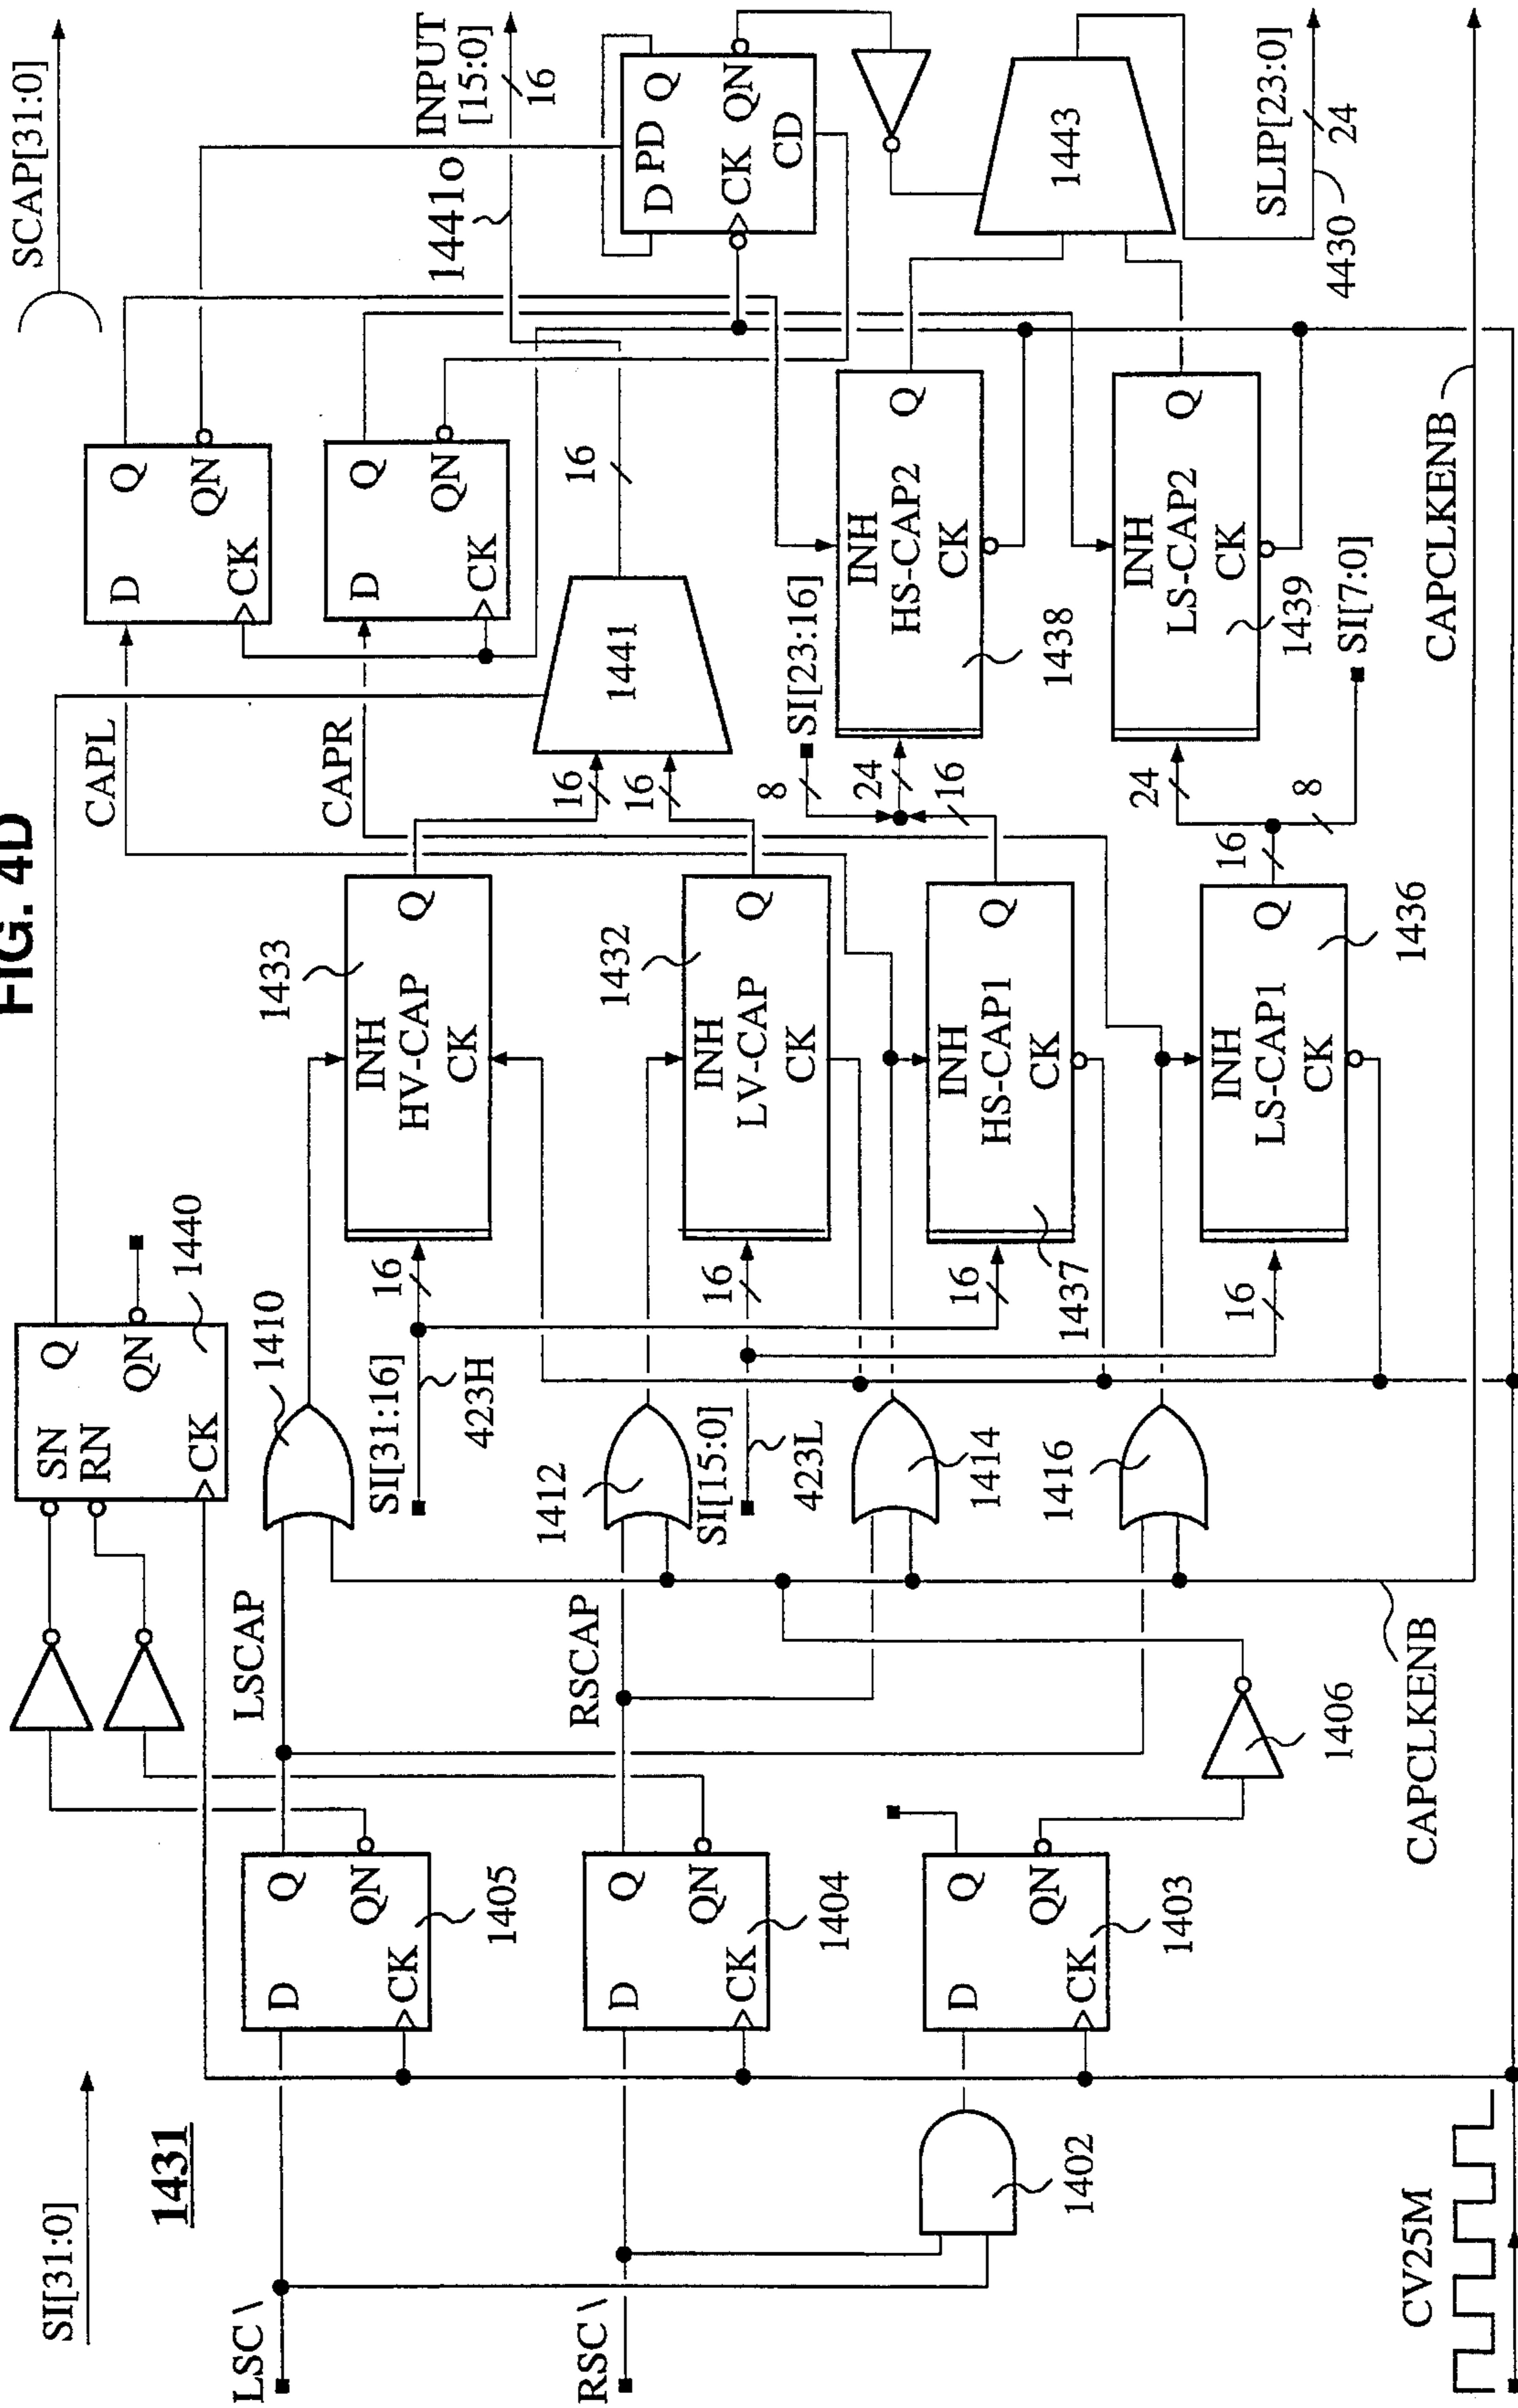 FIG. 4D
SI[31:0]
1431
LSC \
RSC \
CV25M
1402
D Q
QN
CK
1405
D Q
QN
CK
1404
D Q
QN
CK
1403
1406
LSCAP
RSCAP
CAPCLKENB
SN Q
RN
QN
CK
1440
1410
1412
1414
1416
SI[31:16]
423H
SI[15:0]
423L
16
16
16
16
INH
HV-CAP Q
CK
1433
INH
LV-CAP Q
CK
1432
INH
HS-CAP1 Q
CK
1437
INH
LS-CAP1 Q
CK
1436
CAPL
CAPR
16
16
1441
16
8
24
16
SI[23:16]
16
24
8
SI[7:0]
D Q
QN
CK
D Q
QN
CK
INH
HS-CAP2 Q
CK
1438
INH
LS-CAP2 Q
CK
1439
CAPCLKENB
SCAP[31:0]
INPUT
[15:0]
16
1441o
D PD Q
CK QN
CD
1443
SLIP[23:0]
24
4430